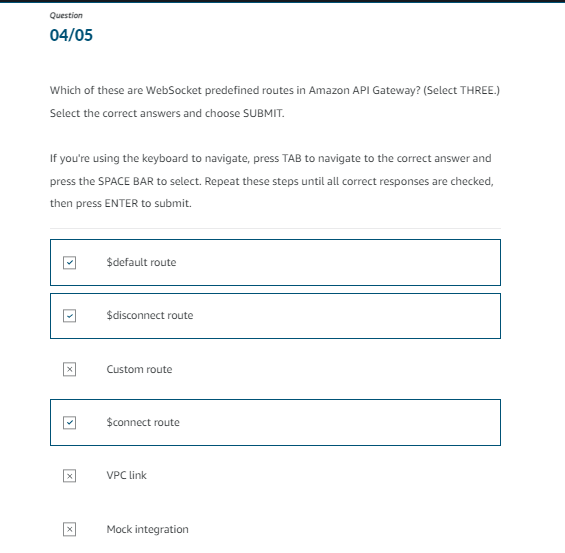 Question
04/05
Which of these are WebSocket predefined routes in Amazon API Gateway? (Select THREE.)
Select the correct answers and choose SUBMIT.
If you're using the keyboard to navigate, press TAB to navigate to the correct answer and
press the SPACE BAR to select. Repeat these steps until all correct responses are checked,
then press ENTER to submit.
$default route
$disconnect route
Custom route
$connect route
VPC link
Mock integration